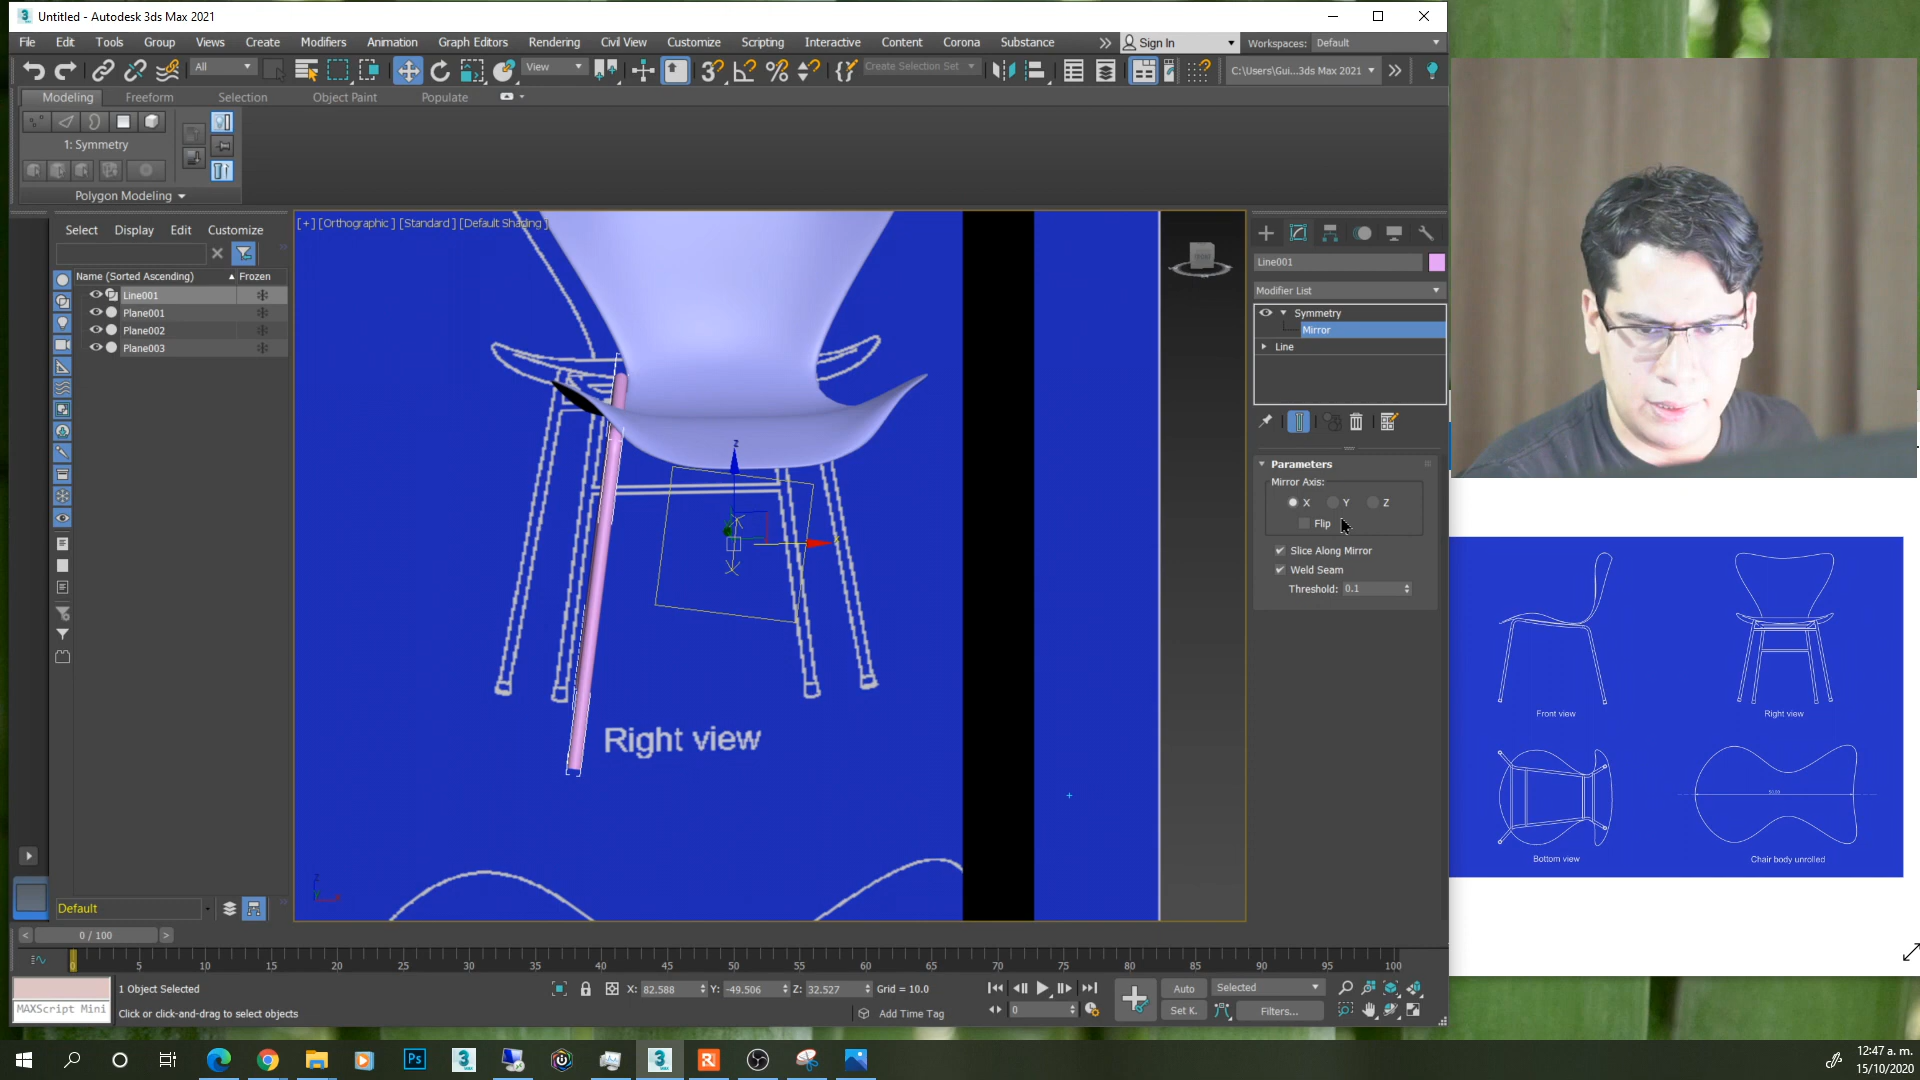 Untitled - Autodesk 3ds Max 2021
File Edit Tools Group Views Create Modifiers Animation Graph Editors Rendering Civil View Customize Scripting Interactive Content Corona Substance Sign In Workspaces: Default
All View Create Selection Set C:\Users\Gui...3ds Max 2021
Modeling Freeform Selection Object Paint Populate
1: Symmetry
Polygon Modeling
Select Display Edit Customize
Name (Sorted Ascending) Frozen
Line001
Plane001
Plane002
Plane003
Default
[+] [Orthographic] [Standard] [Default Shading]
z
Right view
Line001
Modifier List
Symmetry
Mirror
Line
Parameters
Mirror Axis:
X Y Z
Flip
Slice Along Mirror
Weld Seam
Threshold: 0.1
Front view
Right view
Bottom view
Chair body unrolled
0 / 100
0 5 10 15 20 25 30 35 40 45 50 55 60 65 70 75 80 85 90 95 100
MAXScript Mini
1 Object Selected
Click or click-and-drag to select objects
X: 82.588 Y: -49.506 Z: 32.527 Grid = 10.0
Add Time Tag
0
Auto Selected
Set K. Filters...
12:47 a. m.
15/10/2020